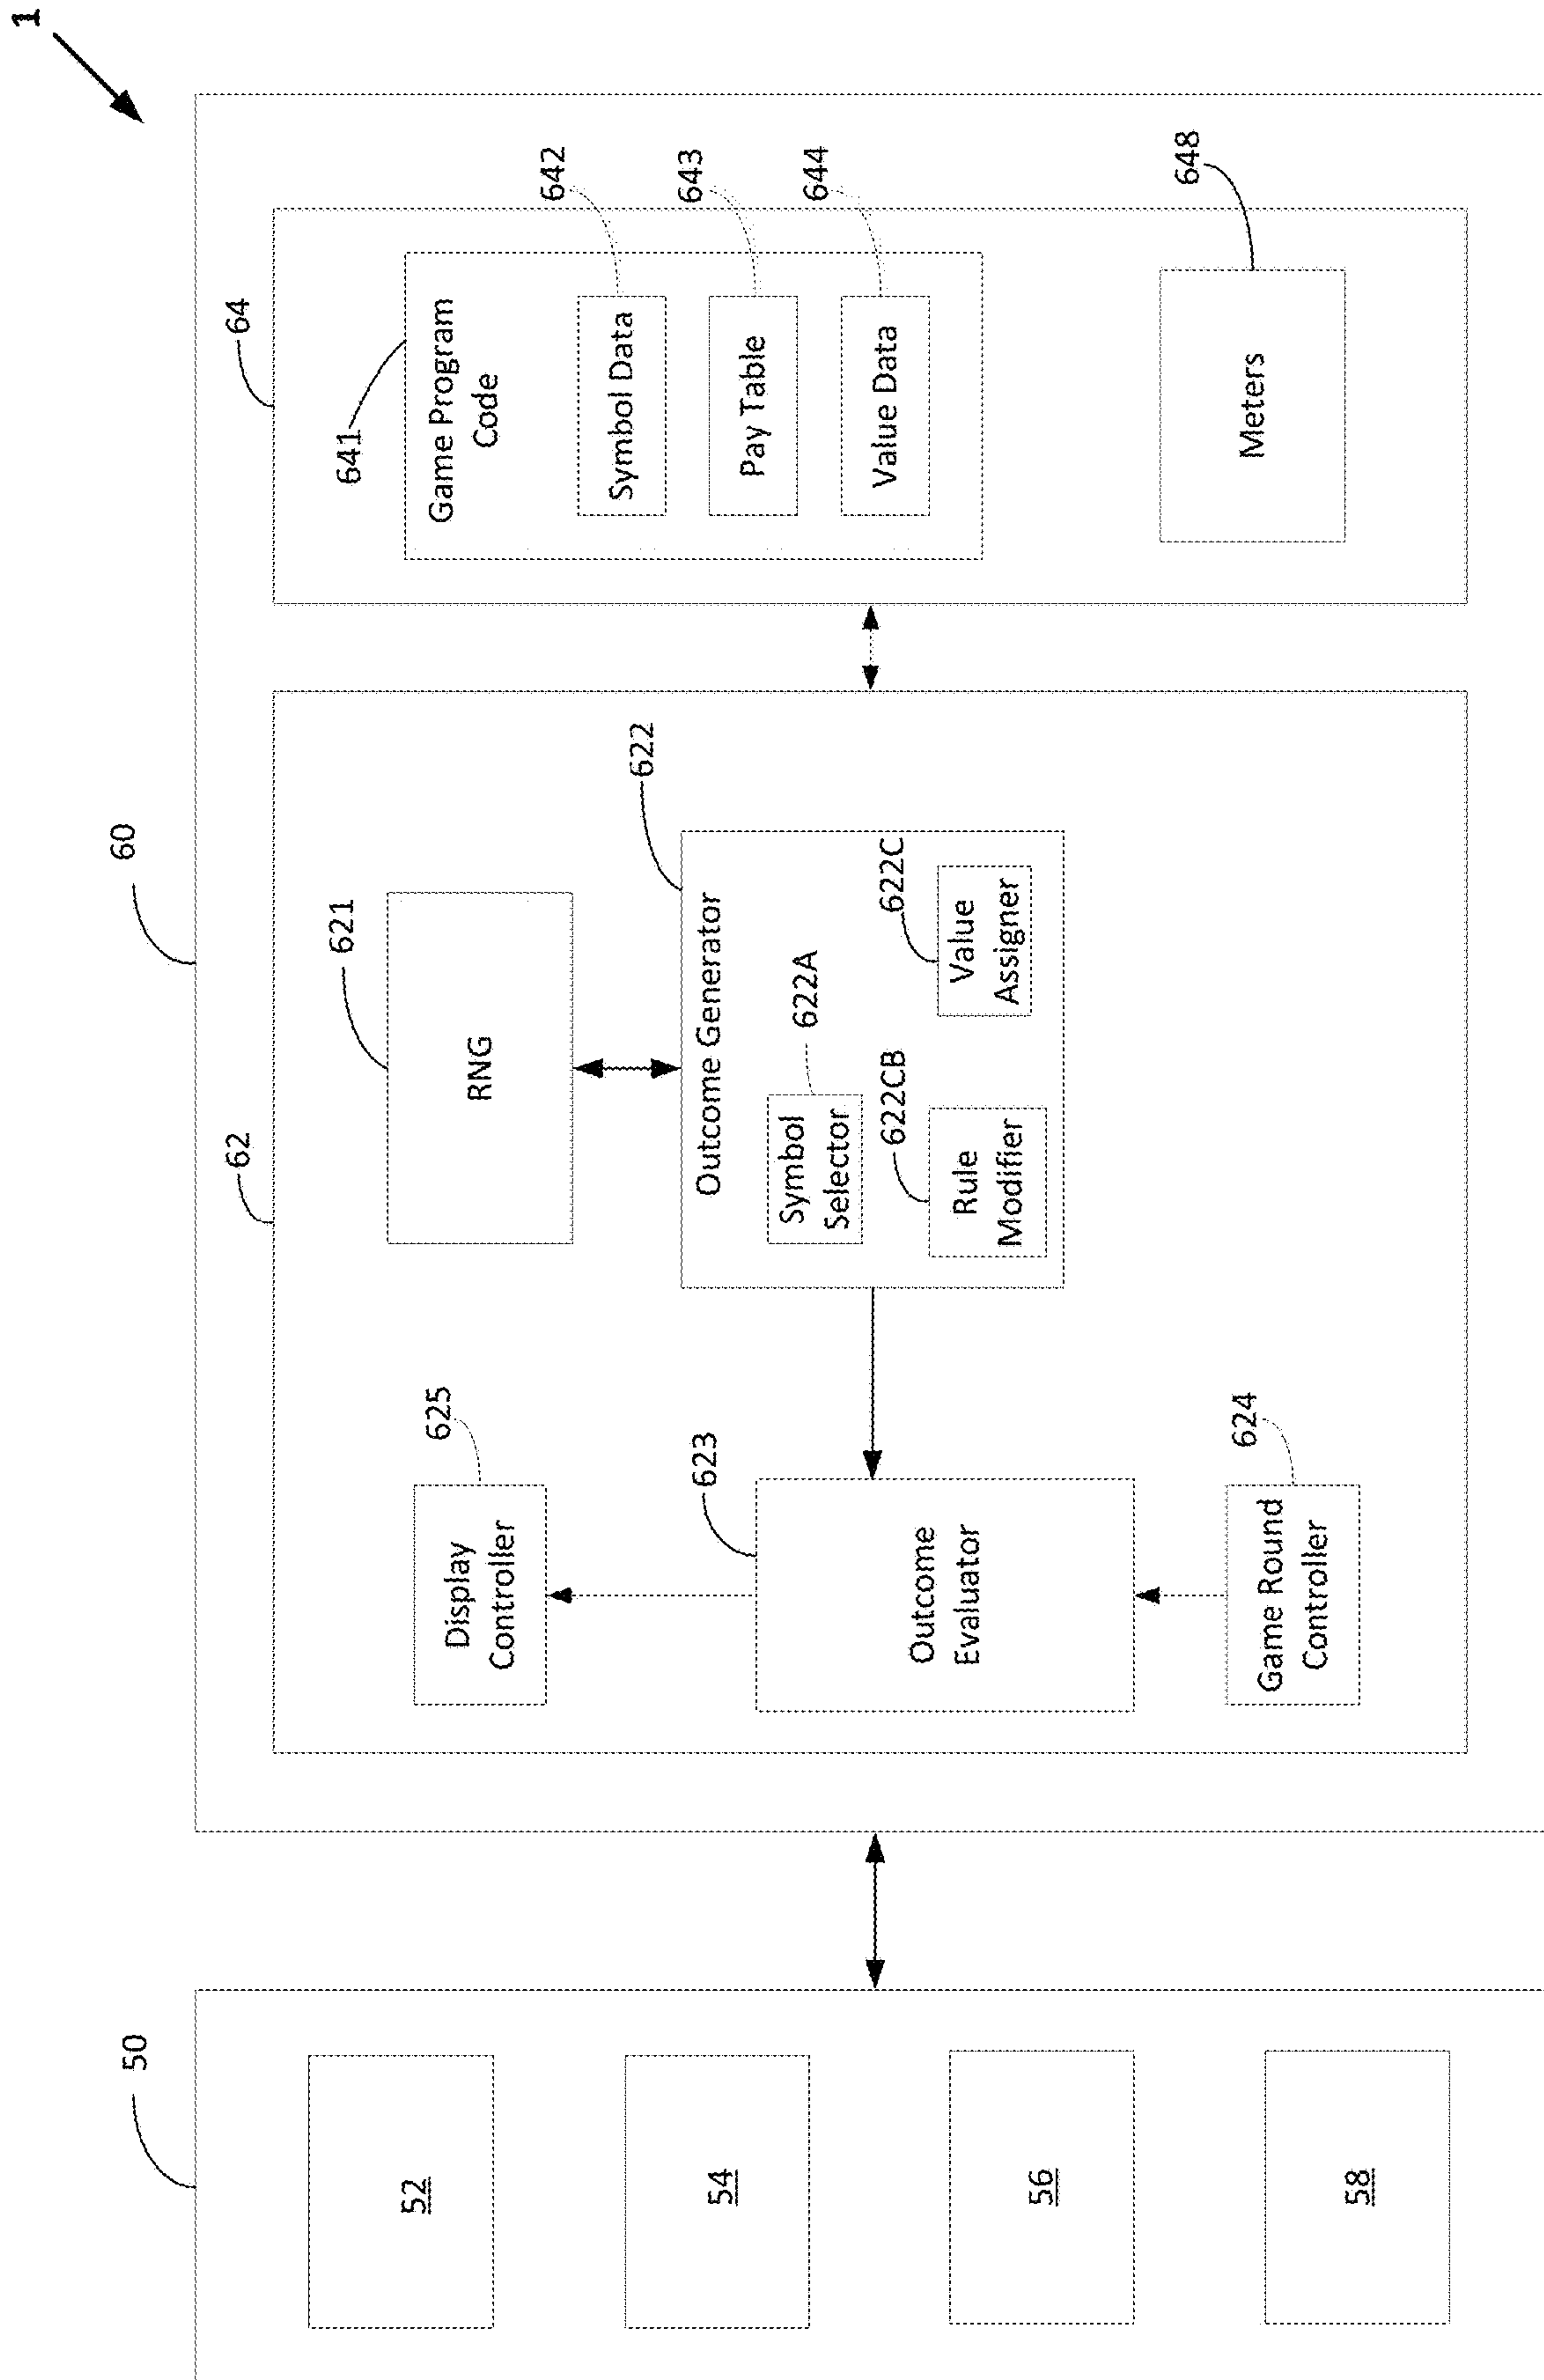 1
60
50
52
54
56
58
62
625
Display
Controller
623
Outcome
Evaluator
624
Game Round
Controller
621
RNG
622
Outcome Generator
622A
Symbol
Selector
622CB
Rule
Modifier
622C
Value
Assigner
64
641
Game Program
Code
642
Symbol Data
643
Pay Table
644
Value Data
648
Meters